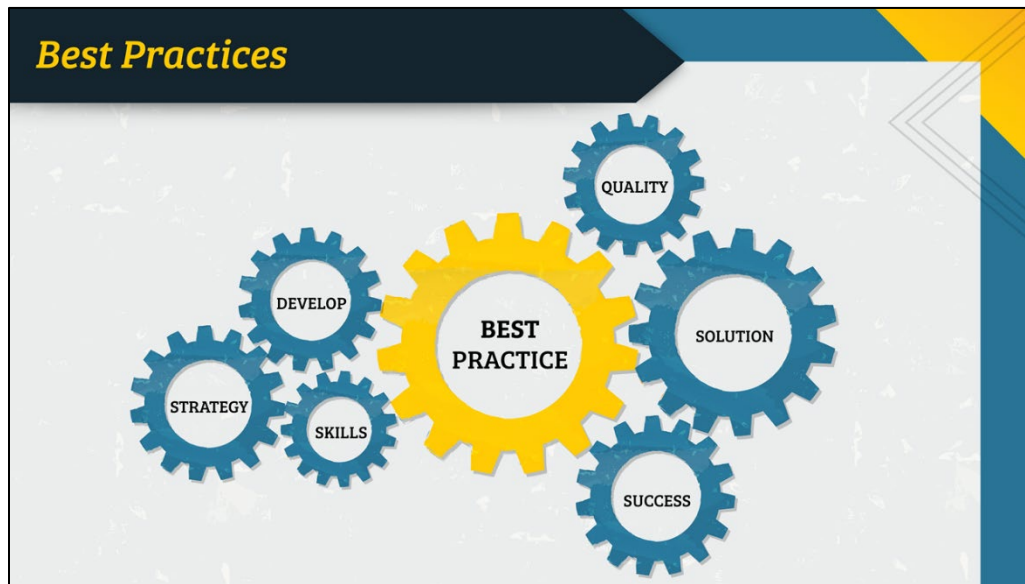 Best Practices
QUALITY
DEVELOP
BEST
PRACTICE
SOLUTION
STRATEGY
SKILLS
SUCCESS